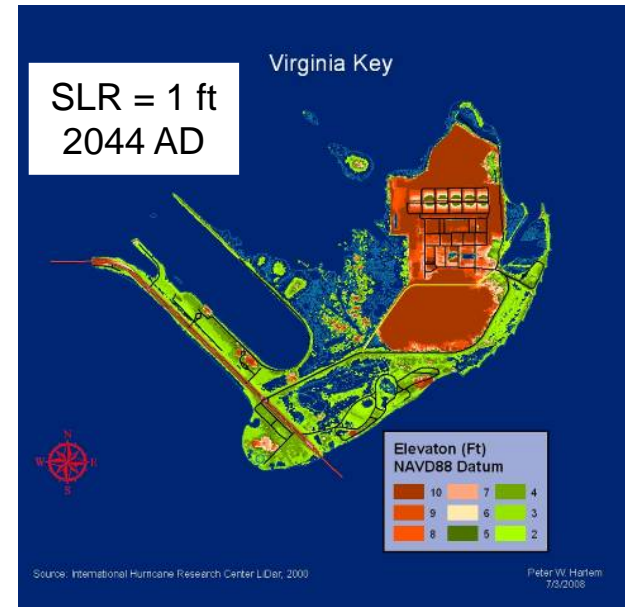 Virginia Key
SLR = 1 ft
2044 AD
N
W E
S
Elevaton (Ft)
NAVD88 Datum
10 7 4
9 6 3
8 5 2
Source: International Hurricane Research Center LiDar, 2000
Peter W. Harlem
7/3/2008